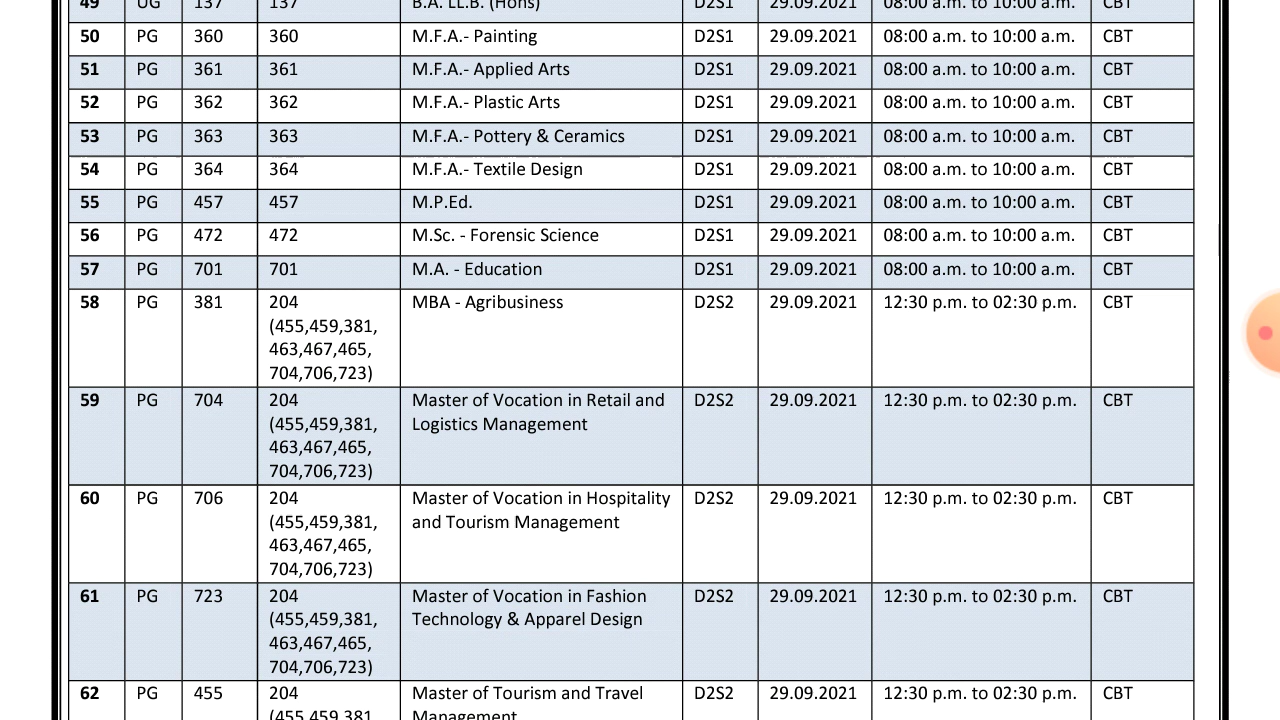 49 UG 137 137 B.A. LL.B. (Hons) D2S1 29.09.2021 08:00 a.m. to 10:00 a.m. CBT
50 PG 360 360 M.F.A.- Painting D2S1 29.09.2021 08:00 a.m. to 10:00 a.m. CBT
51 PG 361 361 M.F.A.- Applied Arts D2S1 29.09.2021 08:00 a.m. to 10:00 a.m. CBT
52 PG 362 362 M.F.A.- Plastic Arts D2S1 29.09.2021 08:00 a.m. to 10:00 a.m. CBT
53 PG 363 363 M.F.A.- Pottery & Ceramics D2S1 29.09.2021 08:00 a.m. to 10:00 a.m. CBT
54 PG 364 364 M.F.A.- Textile Design D2S1 29.09.2021 08:00 a.m. to 10:00 a.m. CBT
55 PG 457 457 M.P.Ed. D2S1 29.09.2021 08:00 a.m. to 10:00 a.m. CBT
56 PG 472 472 M.Sc. - Forensic Science D2S1 29.09.2021 08:00 a.m. to 10:00 a.m. CBT
57 PG 701 701 M.A. - Education D2S1 29.09.2021 08:00 a.m. to 10:00 a.m. CBT
58 PG 381 204 MBA - Agribusiness D2S2 29.09.2021 12:30 p.m. to 02:30 p.m. CBT
(455,459,381,
463,467,465,
704,706,723)
59 PG 704 204 Master of Vocation in Retail and D2S2 29.09.2021 12:30 p.m. to 02:30 p.m. CBT
(455,459,381, Logistics Management
463,467,465,
704,706,723)
60 PG 706 204 Master of Vocation in Hospitality D2S2 29.09.2021 12:30 p.m. to 02:30 p.m. CBT
(455,459,381, and Tourism Management
463,467,465,
704,706,723)
61 PG 723 204 Master of Vocation in Fashion D2S2 29.09.2021 12:30 p.m. to 02:30 p.m. CBT
(455,459,381, Technology & Apparel Design
463,467,465,
704,706,723)
62 PG 455 204 Master of Tourism and Travel D2S2 29.09.2021 12:30 p.m. to 02:30 p.m. CBT
(455,459,381, Management